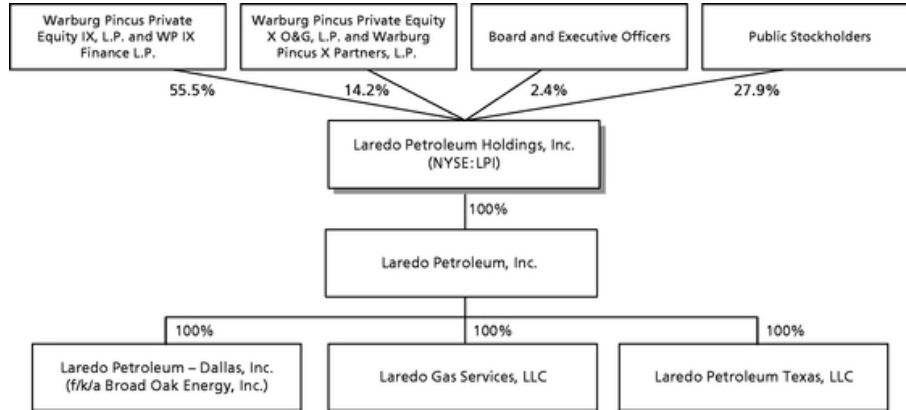 Warburg Pincus Private
Equity IX, L.P. and WP IX
Finance L.P.
Warburg Pincus Private Equity
X O&G, L.P. and Warburg
Pincus X Partners, L.P.
Board and Executive Officers
Public Stockholders
55.5%
14.2%
2.4%
27.9%
Laredo Petroleum Holdings, Inc.
(NYSE:LPI)
100%
Laredo Petroleum, Inc.
100%
100%
100%
Laredo Petroleum – Dallas, Inc.
(f/k/a Broad Oak Energy, Inc.)
Laredo Gas Services, LLC
Laredo Petroleum Texas, LLC